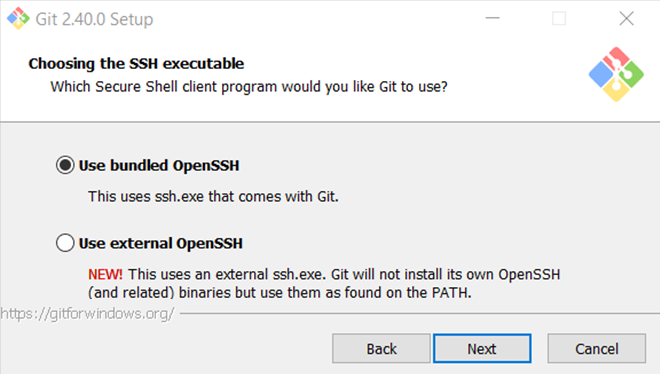 Git 2.40.0 Setup
Choosing the SSH executable
Which Secure Shell client program would you like Git to use?
Use bundled OpenSSH
This uses ssh.exe that comes with Git.
Use external OpenSSH
NEW! This uses an external ssh.exe. Git will not install its own OpenSSH
(and related) binaries but use them as found on the PATH.
https://gitforwindows.org/
Back Next Cancel